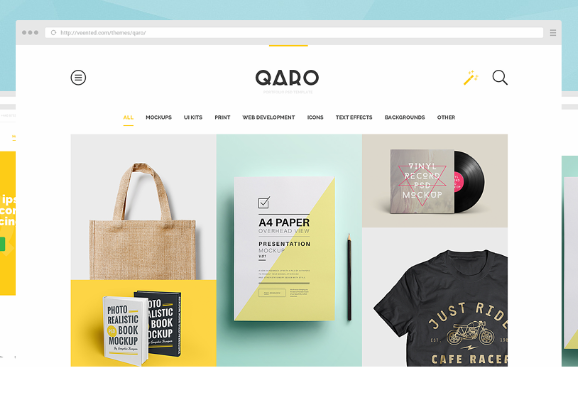 http://veented.com/themes/qaro/
QARO
ALL MOCKUPS UI KITS PRINT WEB DEVELOPMENT ICONS TEXT EFFECTS BACKGROUNDS OTHER
A4 PAPER
OVERHEAD VIEW
PRESENTATION
MOCKUP
VINYL
RECORD
PSD
MOCKUP
PHOTO
REALISTIC
BOOK
MOCKUP
PHOTO
REALISTIC
BOOK
MOCKUP
JUST RIDE
CAFE RACER